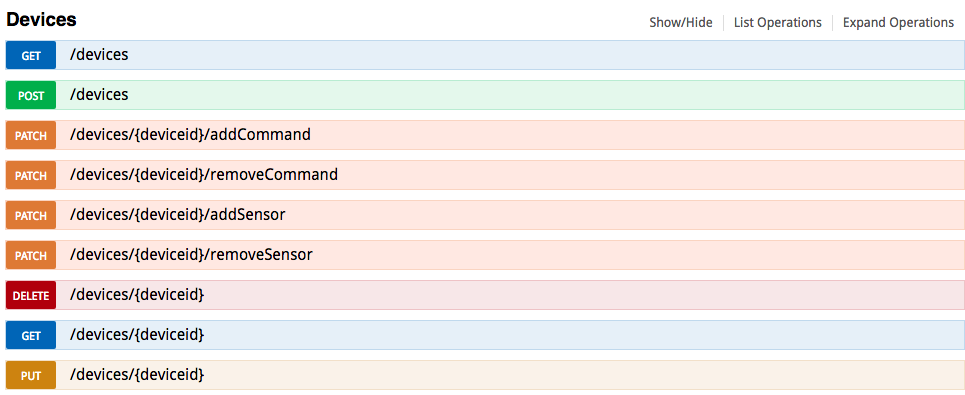 Devices Show/Hide List Operations Expand Operations
GET /devices
POST /devices
PATCH /devices/{deviceid}/addCommand
PATCH /devices/{deviceid}/removeCommand
PATCH /devices/{deviceid}/addSensor
PATCH /devices/{deviceid}/removeSensor
DELETE /devices/{deviceid}
GET /devices/{deviceid}
PUT /devices/{deviceid}